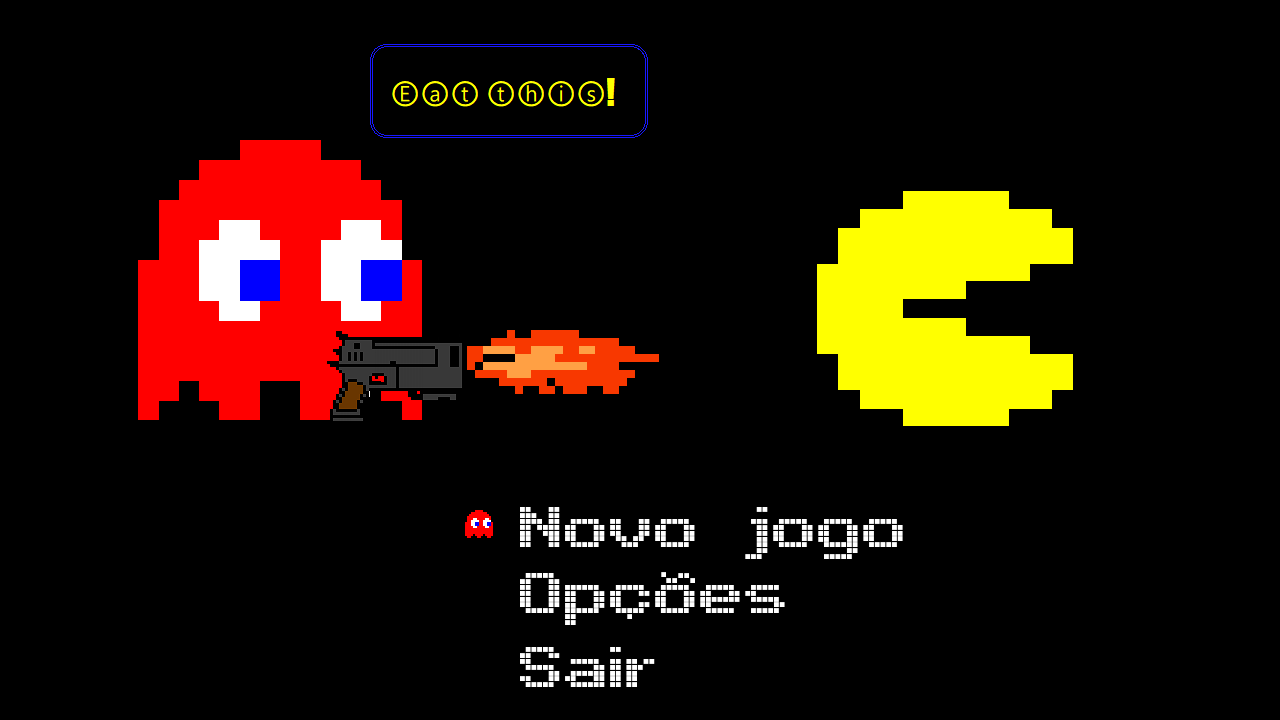 Ⓔⓐⓣ ⓣⓗⓘⓢ!
Novo jogo
Opções
Sair